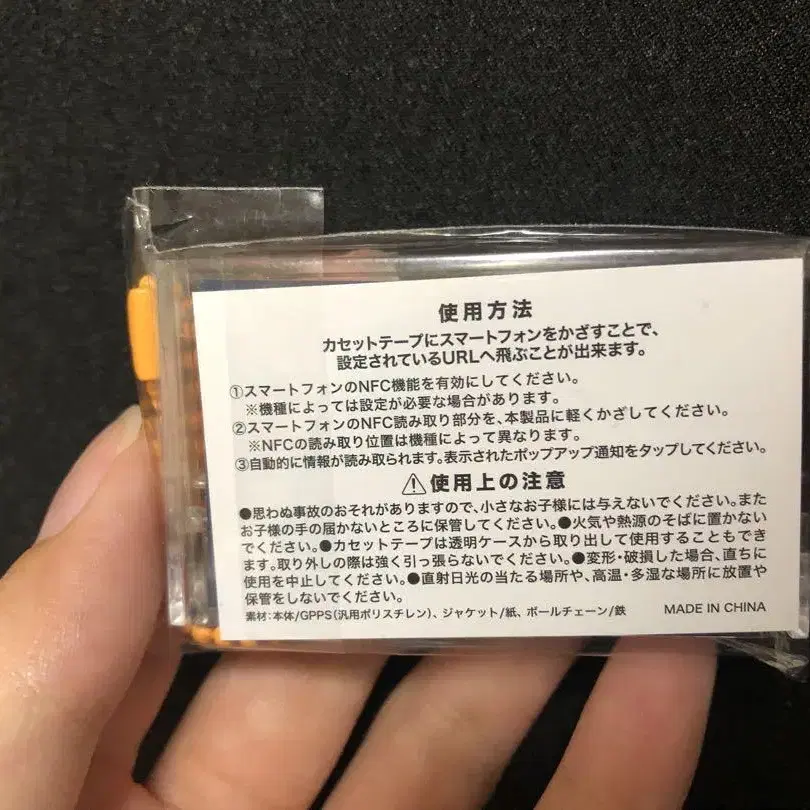 使用方法
カセットテープにスマートフォンをかざすことで、
設定されているURLへ飛ぶことが出来ます。
①スマートフォンのNFC機能を有効にしてください。
※機種によっては設定が必要な場合があります。
②スマートフォンのNFC読み取り部分を、本製品に軽くかざしてください。
※NFCの読み取り位置は機種によって異なります。
③自動的に情報が読み取られます。表示されたポップアップ通知をタップしてください。
⚠使用上の注意
●思わぬ事故のおそれがありますので、小さなお子様には与えないでください。また
お子様の手の届かないところに保管してください。●火気や熱源のそばに置かない
でください。●カセットテープは透明ケースから取り出して使用することもでき
ます。取り外しの際は強く引っ張らないでください。●変形・破損した場合、直ちに
使用を中止してください。●直射日光の当たる場所や、高温・多湿な場所に放置や
保管をしないでください。
素材:本体/GPPS(汎用ポリスチレン)、ジャケット/紙、ボールチェーン/鉄 MADE IN CHINA